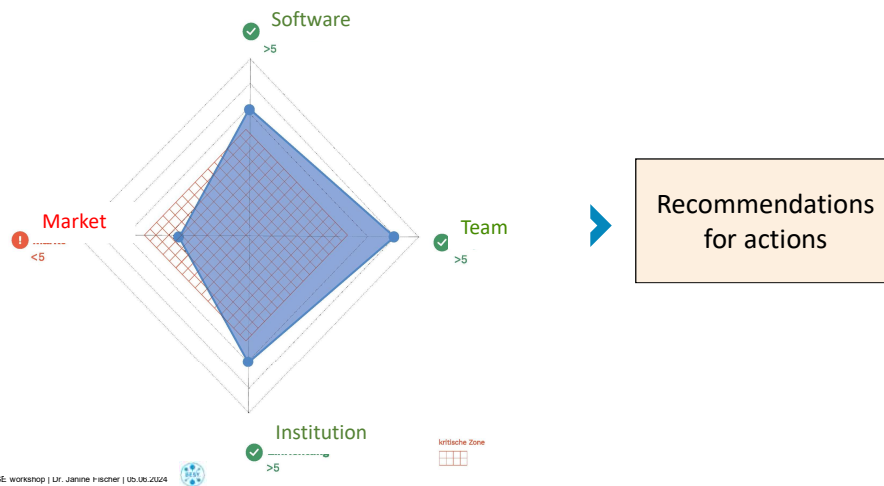 Software
>5
Market
<5
Team
>5
Recommendations
for actions
Institution
>5
kritische Zone
workshop | Dr. Janine Fischer | 05.06.2024